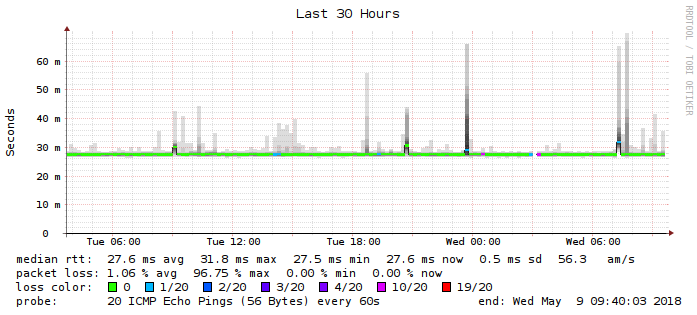 Last 30 Hours
RRDTOOL / TOBI OETIKER
Seconds
60 m
50 m
40 m
30 m
20 m
10 m
0
Tue 06:00 Tue 12:00 Tue 18:00 Wed 00:00 Wed 06:00
median rtt: 27.6 ms avg 31.8 ms max 27.5 ms min 27.6 ms now 0.5 ms sd 56.3 am/s
packet loss: 1.06 % avg 96.75 % max 0.00 % min 0.00 % now
loss color: 0 1/20 2/20 3/20 4/20 10/20 19/20
probe: 20 ICMP Echo Pings (56 Bytes) every 60s end: Wed May 9 09:40:03 2018